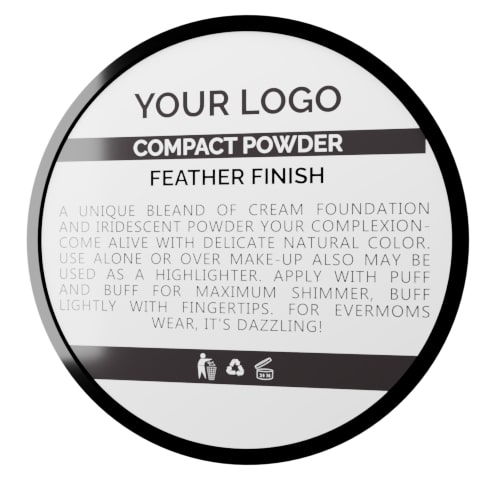 YOUR LOGO
COMPACT POWDER
FEATHER FINISH
A UNIQUE BLEAND OF CREAM FOUNDATION
AND IRIDESCENT POWDER YOUR COMPLEXION-
COME ALIVE WITH DELICATE NATURAL COLOR.
USE ALONE OR OVER MAKE-UP ALSO MAY BE
USED AS A HIGHLIGHTER. APPLY WITH PUFF
AND BUFF FOR MAXIMUM SHIMMER, BUFF
LIGHTLY WITH FINGERTIPS. FOR EVERMOMS
WEAR, IT'S DAZZLING!